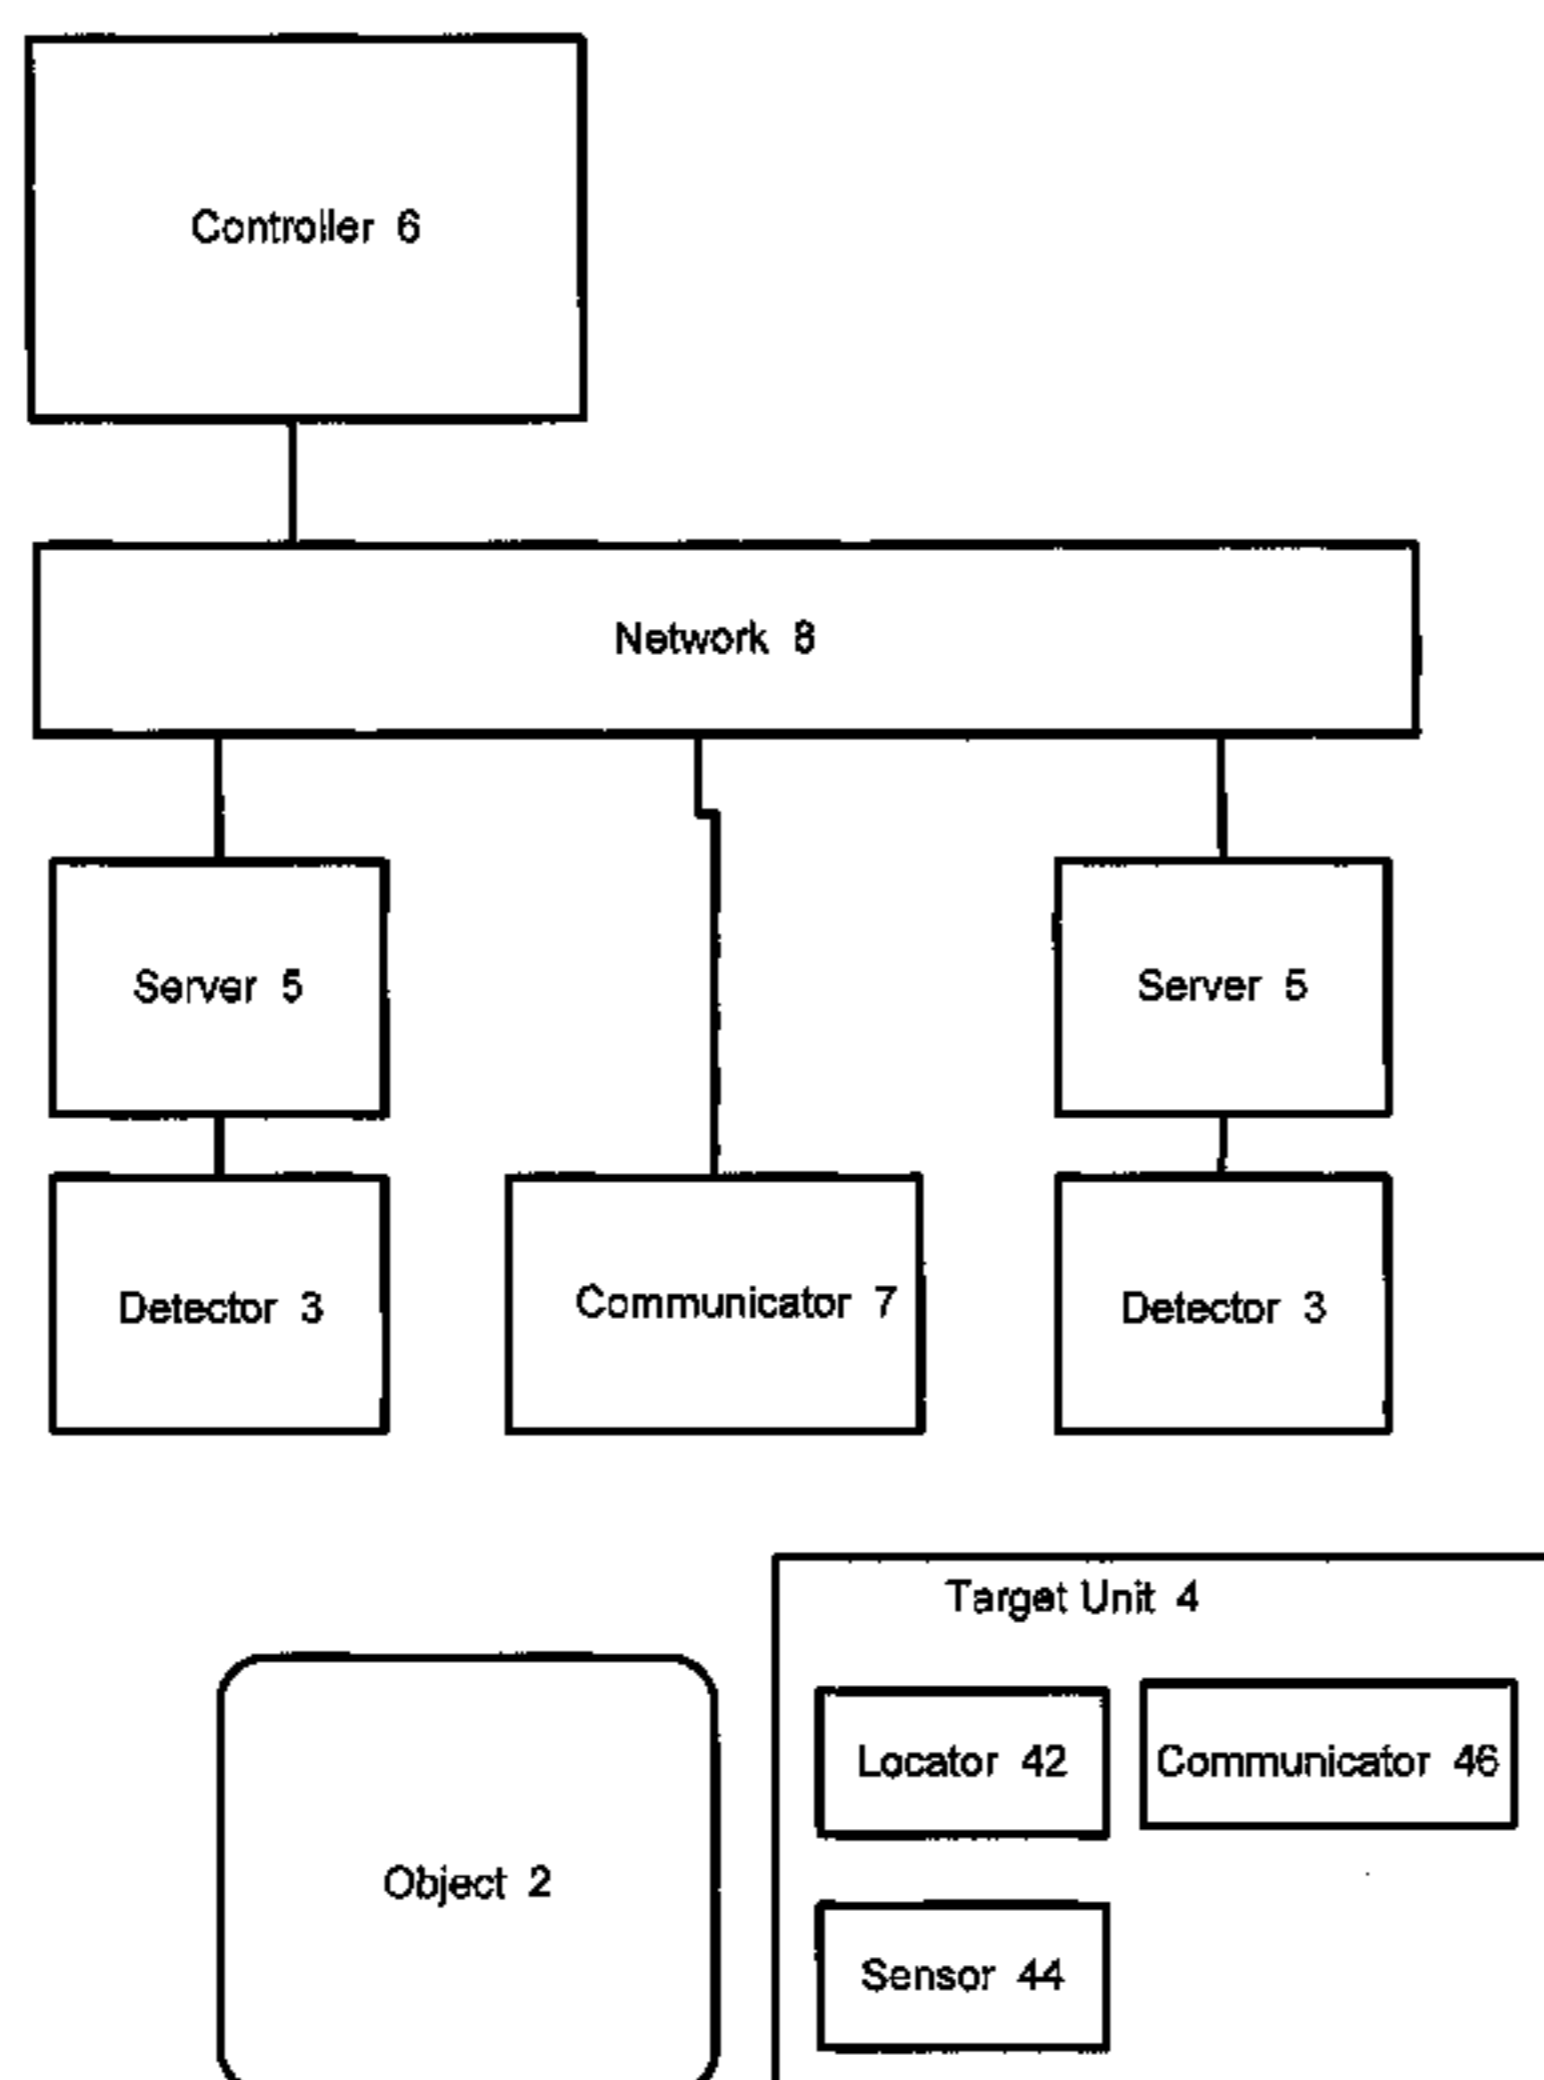 Controller 6
Network 8
Server 5
Server 5
Detector 3
Communicator 7
Detector 3
Target Unit 4
Locator 42
Communicator 46
Object 2
Sensor 44